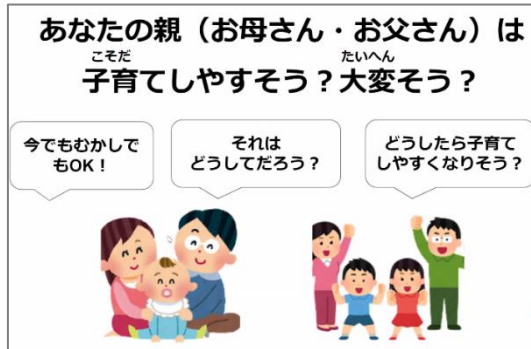 あなたの親（お母さん・お父さん）は
こそだ たいへん
子育てしやすそう？大変そう？
今でもむかしで
もOK！
それは
どうしてだろう？
どうしたら子育て
しやすくなりそう？